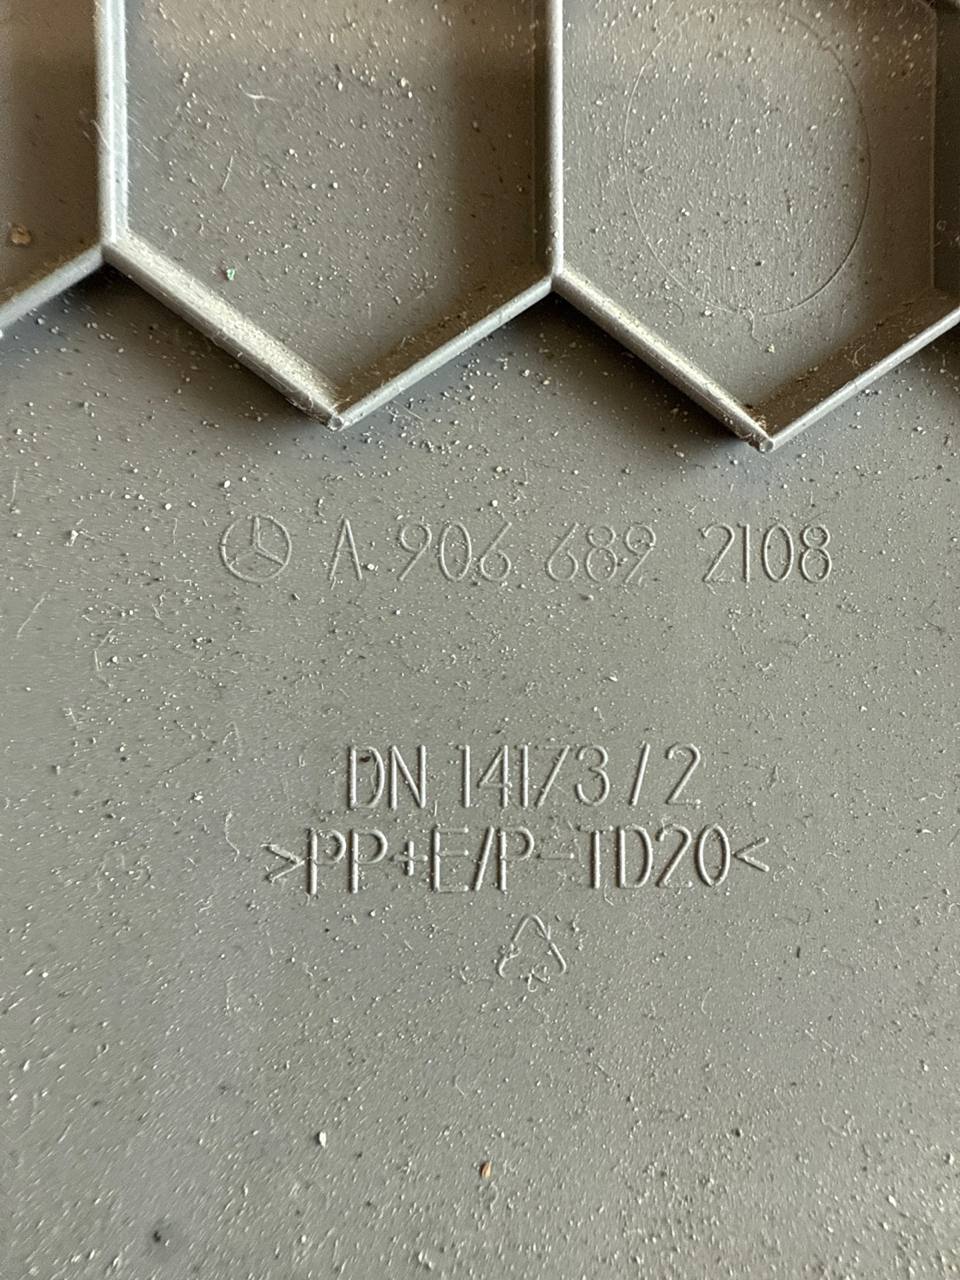 A 906 689 2108
DN 141/3/2
>PP+E/P-TD20<